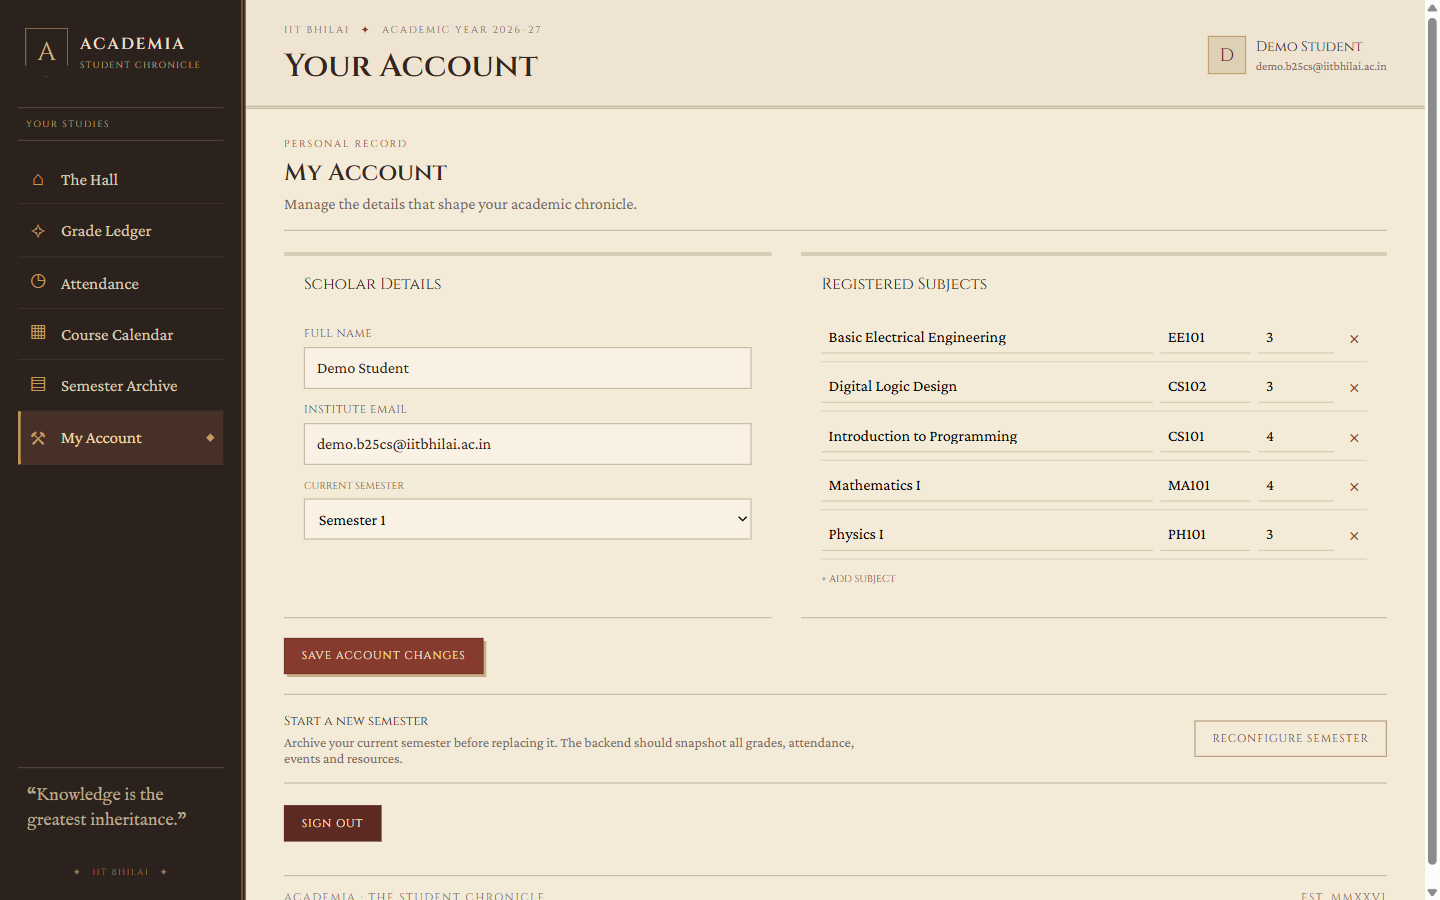 A
ACADEMIA
STUDENT CHRONICLE
YOUR STUDIES
The Hall
Grade Ledger
Attendance
Course Calendar
Semester Archive
My Account
“Knowledge is the
greatest inheritance.”
✦ IIT BHILAI ✦
IIT BHILAI ✦ ACADEMIC YEAR 2026–27
Your Account
D
Demo Student
demo.b25cs@iitbhilai.ac.in
PERSONAL RECORD
My Account
Manage the details that shape your academic chronicle.
Scholar Details
FULL NAME
Demo Student
INSTITUTE EMAIL
demo.b25cs@iitbhilai.ac.in
CURRENT SEMESTER
Semester 1
Registered Subjects
Basic Electrical Engineering EE101 3 ×
Digital Logic Design CS102 3 ×
Introduction to Programming CS101 4 ×
Mathematics I MA101 4 ×
Physics I PH101 3 ×
+ ADD SUBJECT
SAVE ACCOUNT CHANGES
Start a new semester
Archive your current semester before replacing it. The backend should snapshot all grades, attendance,
events and resources.
RECONFIGURE SEMESTER
SIGN OUT
ACADEMIA · THE STUDENT CHRONICLE
EST. MMXXVI